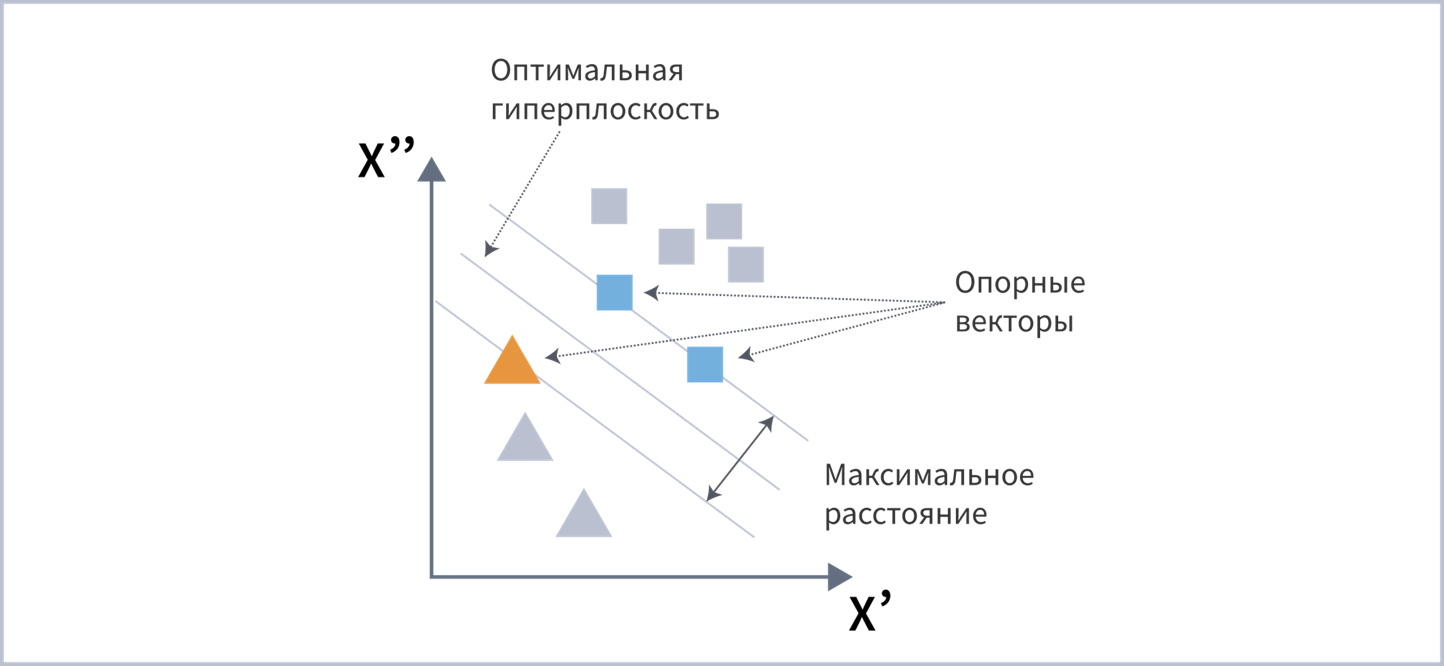 Оптимальная
гиперплоскость
X’’
Опорные
векторы
Максимальное
расстояние
X’